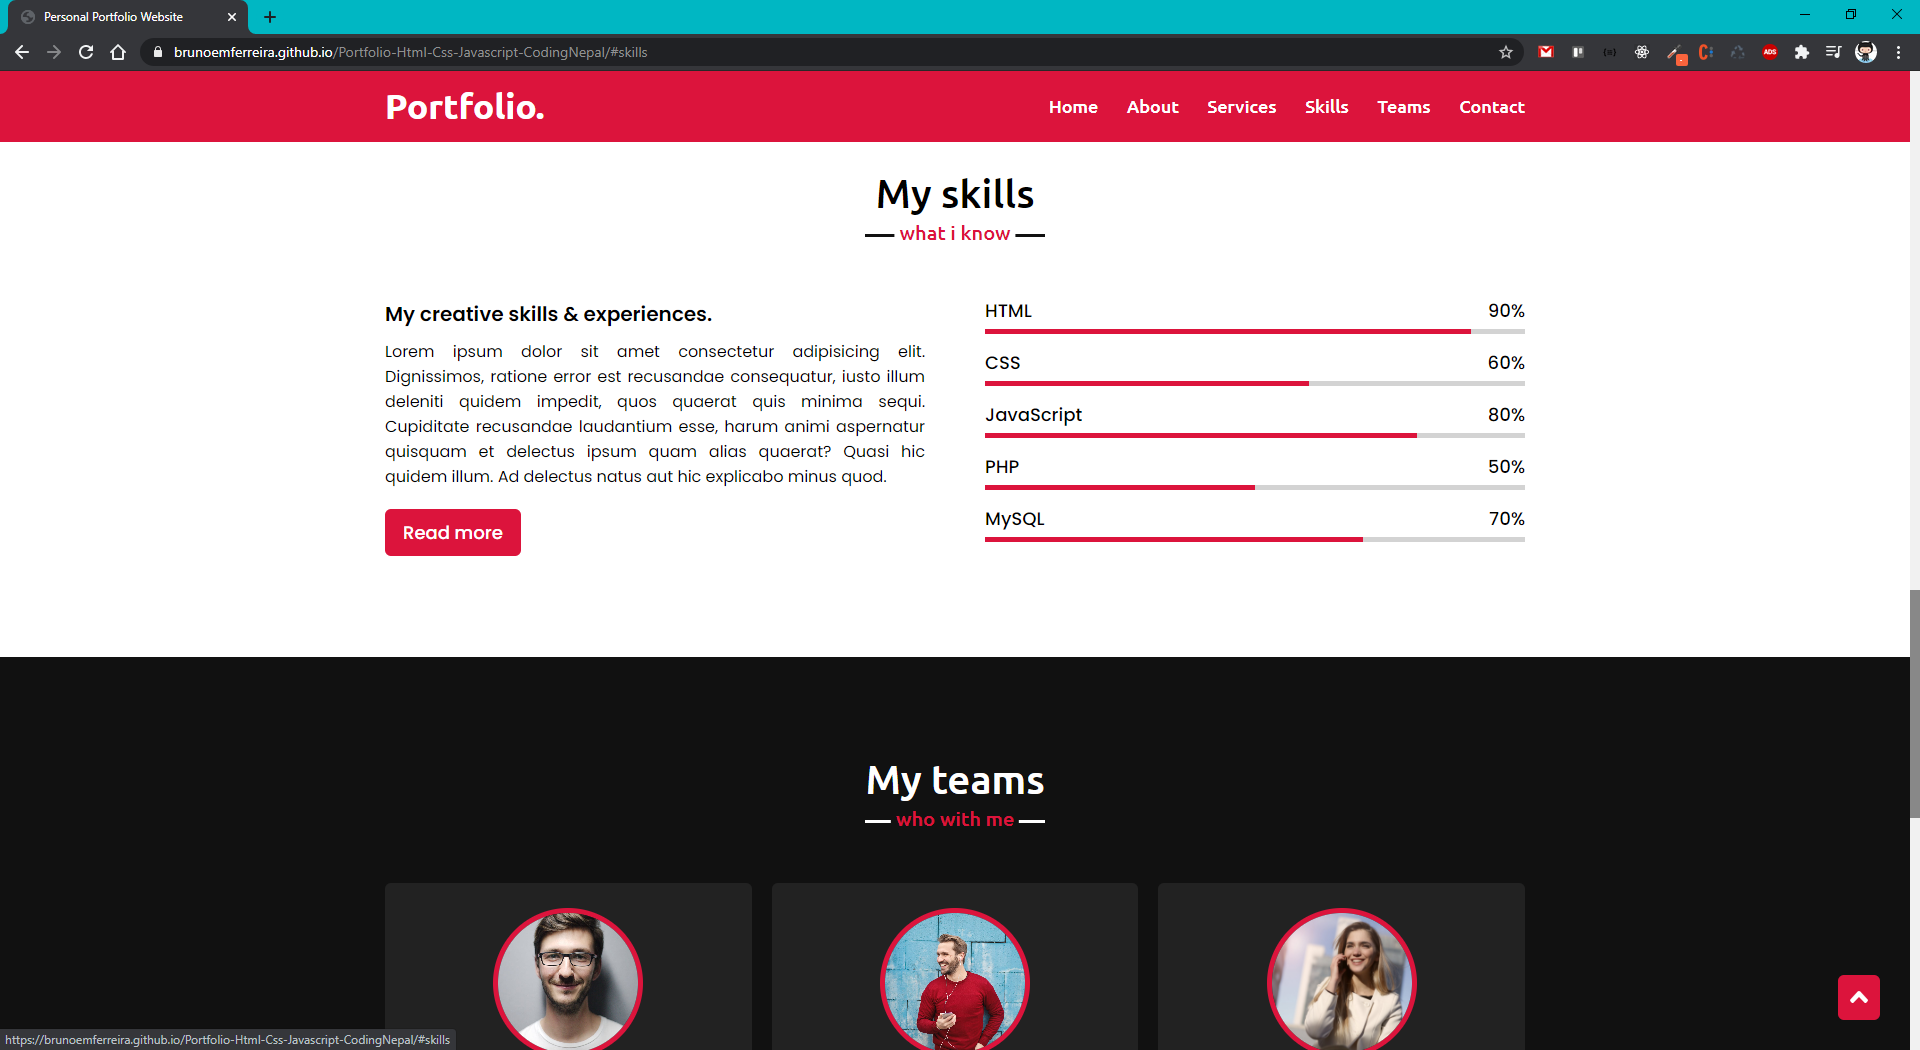 Personal Portfolio Website
brunoemferreira.github.io/Portfolio-Html-Css-Javascript-CodingNepal/#skills
ADS
Portfolio.
Home About Services Skills Teams Contact
My skills
what i know
My creative skills & experiences.
Lorem ipsum dolor sit amet consectetur adipisicing elit.
Dignissimos, ratione error est recusandae consequatur, iusto illum
deleniti quidem impedit, quos quaerat quis minima sequi.
Cupiditate recusandae laudantium esse, harum animi aspernatur
quisquam et delectus ipsum quam alias quaerat? Quasi hic
quidem illum. Ad delectus natus aut hic explicabo minus quod.
Read more
HTML 90%
CSS 60%
JavaScript 80%
PHP 50%
MySQL 70%
My teams
who with me
https://brunoemferreira.github.io/Portfolio-Html-Css-Javascript-CodingNepal/#skills